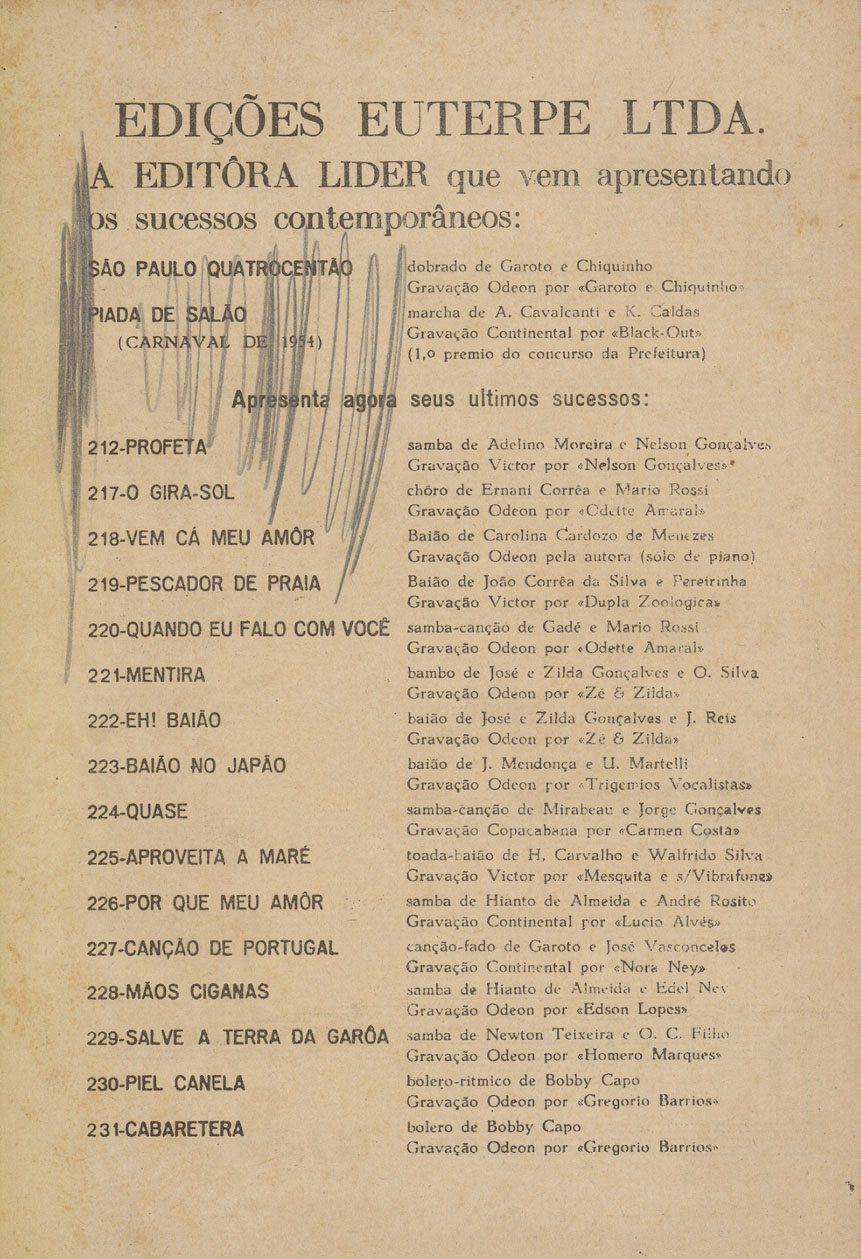 EDIÇÕES EUTERPE LTDA.
A EDITÔRA LIDER que vem apresentando
os sucessos contemporâneos:
SÃO PAULO QUATROCENTÃO dobrado de Garoto e Chiquinho
Gravação Odeon por «Garoto e Chiquinho»
PIADA DE SALÃO marcha de A. Cavalcanti e K. Caldas
(CARNAVAL DE 1954) Gravação Continental por «Black-Out»
(1,o premio do concurso da Prefeitura)
Apresenta agora seus ultimos sucessos:
212-PROFETA samba de Adelino Moreira e Nelson Gonçalves
Gravação Victor por «Nelson Gonçalves»
217-O GIRA-SOL chôro de Ernani Corrêa e Mario Rossi
Gravação Odeon por «Odette Amaral»
218-VEM CÁ MEU AMÔR Baião de Carolina Cardozo de Menezes
Gravação Odeon pela autora (sólo de piano)
219-PESCADOR DE PRAIA Baião de João Corrêa da Silva e Pereirinha
Gravação Victor por «Dupla Zoologica»
220-QUANDO EU FALO COM VOCÊ samba-canção de Gadé e Mario Rossi
Gravação Odeon por «Odette Amaral»
221-MENTIRA bambo de José e Zilda Gonçalves e O. Silva
Gravação Odeon por «Zé & Zilda»
222-EH! BAIÃO baião de José e Zilda Gonçalves e J. Reis
Gravação Odeon por «Zé & Zilda»
223-BAIÃO NO JAPÃO baião de J. Mendonça e U. Martelli
Gravação Odeon por «Trigemios Vocalistas»
224-QUASE samba-canção de Mirabeau e Jorge Gonçalves
Gravação Copacabana por «Carmen Costa»
225-APROVEITA A MARÉ toada-baião de H. Carvalho e Walfrido Silva
Gravação Victor por «Mesquita e s/Vibrafone»
226-POR QUE MEU AMÔR samba de Hianto de Almeida e André Rosito
Gravação Continental por «Lucio Alvés»
227-CANÇÃO DE PORTUGAL canção-fado de Garoto e José Vasconcelos
Gravação Continental por «Nora Ney»
228-MÃOS CIGANAS samba de Hianto de Almeida e Edel Ney
Gravação Odeon por «Edson Lopes»
229-SALVE A TERRA DA GARÔA samba de Newton Teixeira e O. C. Filho
Gravação Odeon por «Homero Marques»
230-PIEL CANELA bolero-ritmico de Bobby Capo
Gravação Odeon por «Gregorio Barrios»
231-CABARETERA bolero de Bobby Capo
Gravação Odeon por «Gregorio Barrios»